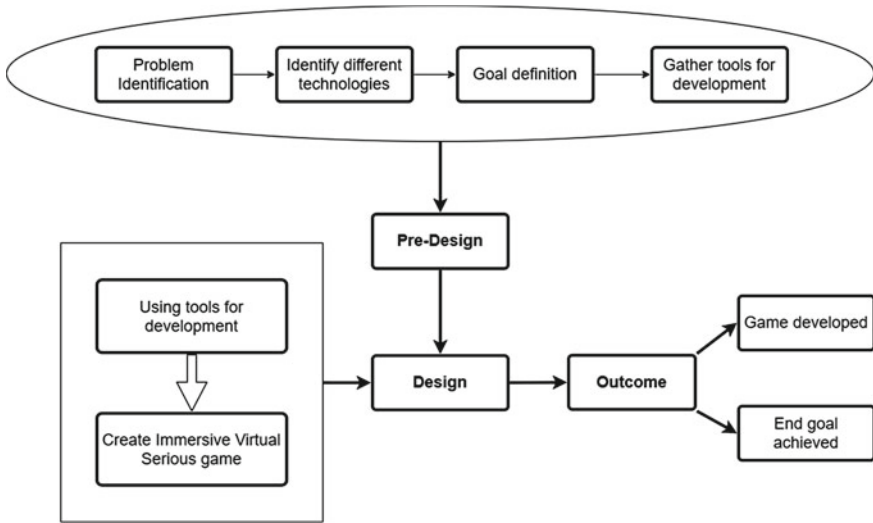 Problem
Identification
Identify different
technologies
Goal definition
Gather tools for
development
Pre-Design
Using tools for
development
Create Immersive Virtual
Serious game
Design
Outcome
Game developed
End goal
achieved